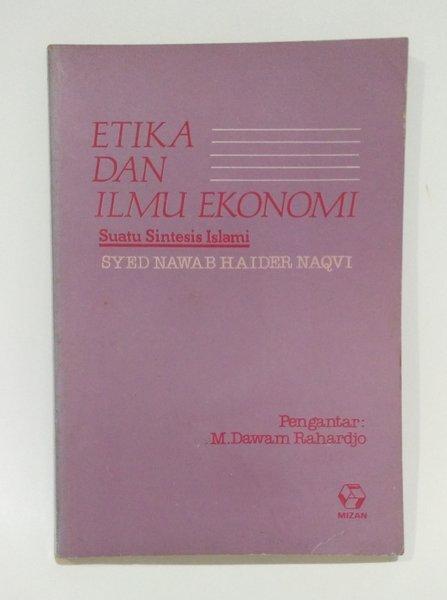 ETIKA
DAN
ILMU EKONOMI
Suatu Sintesis Islami
SYED NAWAB HAIDER NAQVI
Pengantar:
M.Dawam Rahardjo
MIZAN